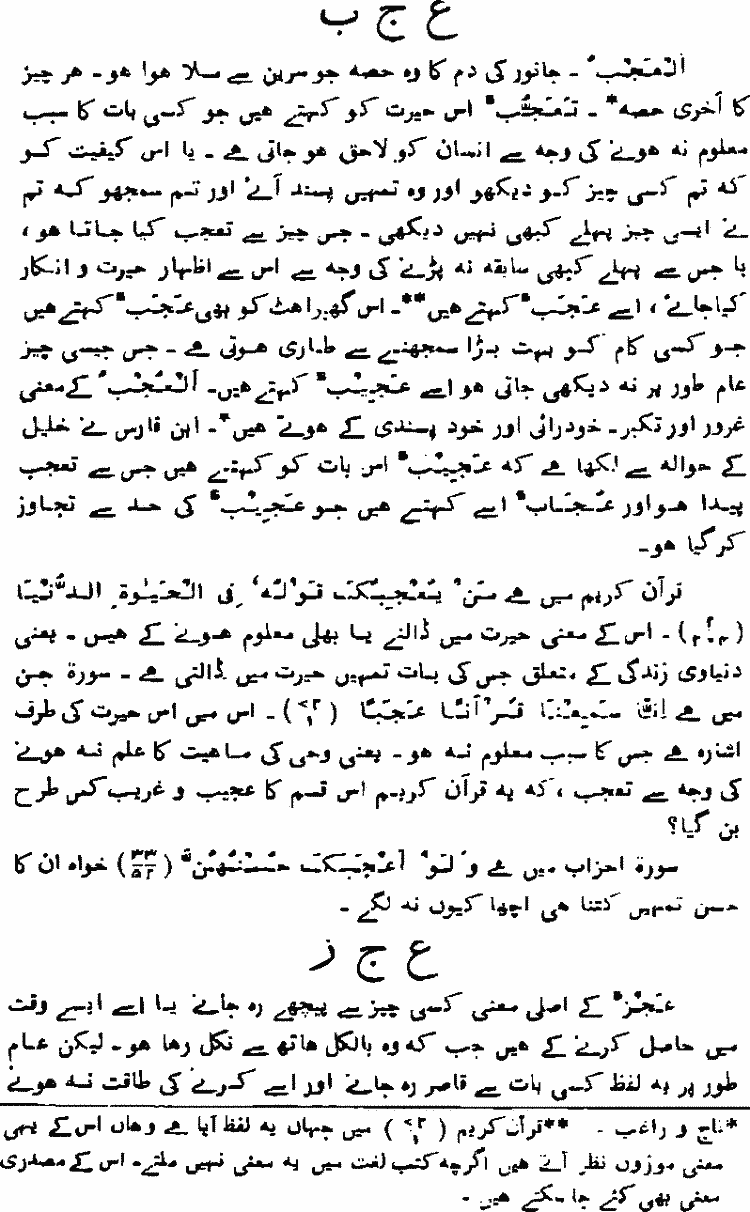 ع ج ب
اَلْعَجْبُ ۔ جانور کی دم کا وہ حصہ جو سرین سے ملا ہوا ہو ۔ ہر چیز
کا آخری حصہ* ۔ تَعَجُّبٌ اس حیرت کو کہتے ہیں جو کسی بات کا سبب
معلوم نہ ہونے کی وجہ سے انسان کو لاحق ہو جاتی ہے ۔ یا اس کیفیت کو
کہ تم کسی چیز کو دیکھو اور وہ تمہیں پسند آئے اور تم سمجھو کہ تم
نے ایسی چیز پہلے کبھی نہیں دیکھی ۔ جس چیز سے تعجب کیا جاتا ہو ،
یا جس سے پہلے کبھی سابقہ نہ پڑنے کی وجہ سے اس سے اظہار حیرت و انکار
کیا جائے ، اسے عَجَبٌ کہتے ہیں** ۔ اس گھبراہٹ کو بھی عَجَبٌ کہتے ہیں
جو کسی کام کو بہت بڑا سمجھنے سے طاری ہوتی ہے ۔ جس جیسی چیز
عام طور پر نہ دیکھی جاتی ہو اسے عَجِيْبٌ کہتے ہیں ۔ اَلْعُجْبُ کے معنی
غرور اور تکبر ۔ خودرائی اور خود پسندی کے ہوتے ہیں* ۔ ابن فارس نے خلیل
کے حوالہ سے لکھا ہے کہ عَجِيْبٌ اس بات کو کہتے ہیں جس سے تعجب
پیدا ہو اور عُجَابٌ اسے کہتے ہیں جو عَجِيْبٌ کی حد سے تجاوز
کر گیا ہو ۔
قرآن کریم میں ہے مَنْ يُعْجِبُكَ قَوْلُهٗ فِى الْحَيٰوةِ الدُّنْيَا
(۲/۲۰۴) ۔ اس کے معنی حیرت میں ڈالنے یا بھلی معلوم ہونے کے ہیں ۔ یعنی
دنیاوی زندگی کے متعلق جس کی بات تمہیں حیرت میں ڈالتی ہے ۔ سورۃ جن
میں ہے اِنَّا سَمِعْنَا قُرْاٰنًا عَجَبًا (۷۲/۱) ۔ اس میں اس حیرت کی طرف
اشارہ ہے جس کا سبب معلوم نہ ہو ۔ یعنی وحی کی ماہیت کا علم نہ ہونے
کی وجہ سے تعجب ، کہ یہ قرآن کریم اس قسم کا عجیب و غریب کس طرح
بن گیا؟
سورۃ احزاب میں ہے وَ لَوْ اَعْجَبَكَ حُسْنُهُنَّ (۳۳/۵۲) خواہ ان کا
حسن تمہیں کتنا ہی اچھا کیوں نہ لگے ۔
ع ج ز
عَجْزٌ کے اصلی معنی کسی چیز سے پیچھے رہ جانے یا اسے ایسے وقت
میں حاصل کرنے کے ہیں جب کہ وہ بالکل ہاتھ سے نکل رہا ہو ۔ لیکن عام
طور پر یہ لفظ کسی بات سے قاصر رہ جانے اور اسے کرنے کی طاقت نہ ہونے
*تاج و راغب ۔ **قرآن کریم (۷۲/۱) میں جہاں یہ لفظ آیا ہے وہاں اس کے یہی
معنی موزوں نظر آتے ہیں اگرچہ کتب لغت میں یہ معنی نہیں ملتے ۔ اس کے مصدری
معنی بھی کئے جا سکتے ہیں ۔